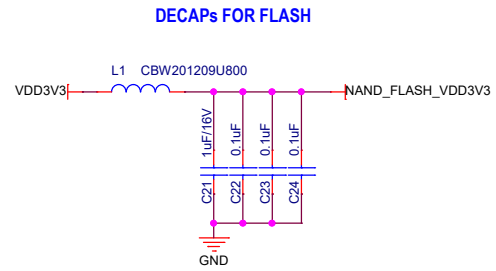 DECAPs FOR FLASH
L1 CBW201209U800
VDD3V3
NAND_FLASH_VDD3V3
1uF/16V
0.1uF
0.1uF
0.1uF
C21
C22
C23
C24
GND